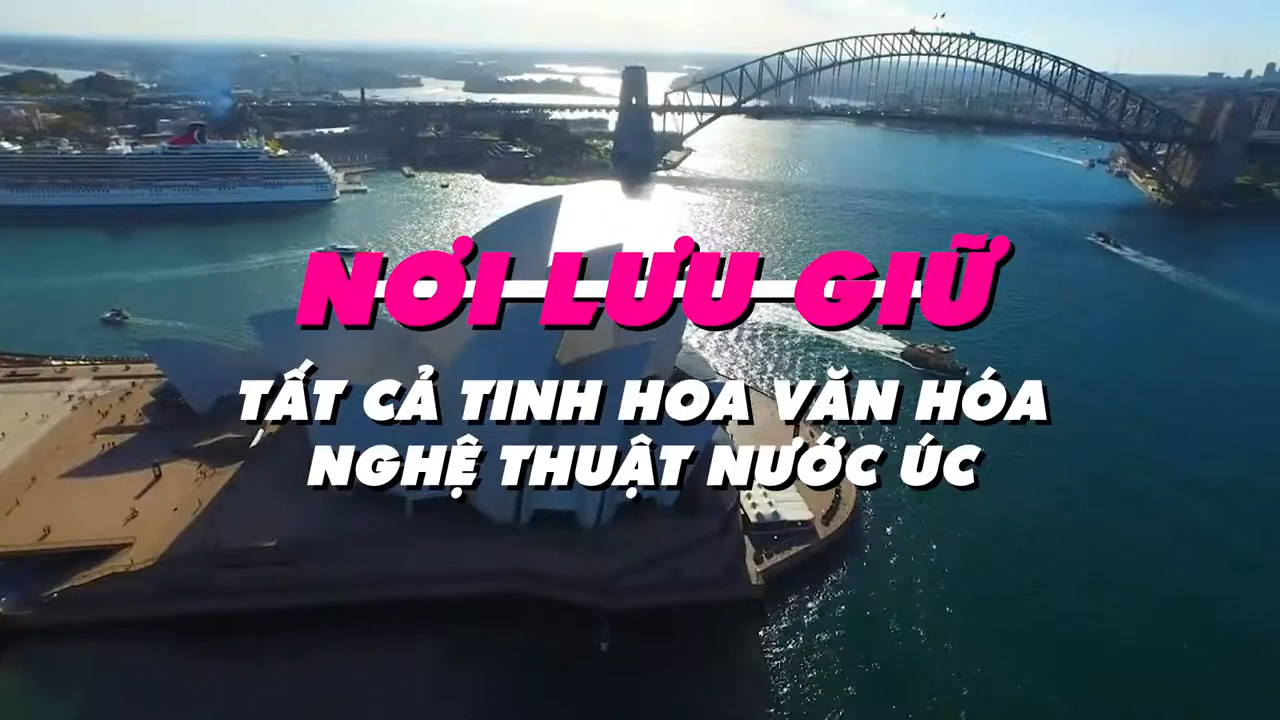 NƠI LƯU GIỮ
TẤT CẢ TINH HOA VĂN HÓA
NGHỆ THUẬT NƯỚC ÚC